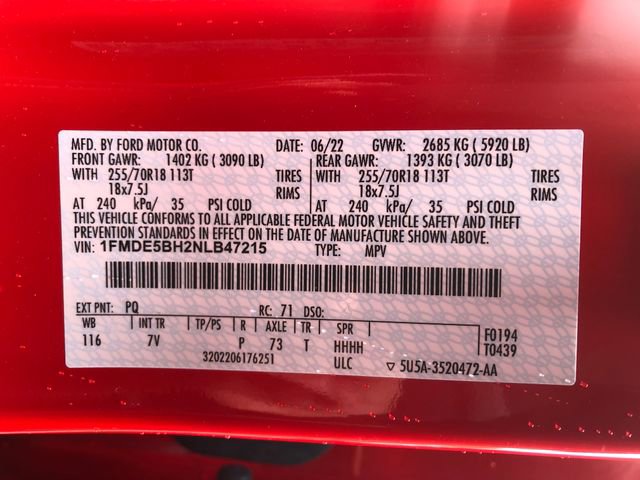 MFD. BY FORD MOTOR CO. DATE: 06/22 GVWR: 2685 KG ( 5920 LB)
FRONT GAWR: 1402 KG ( 3090 LB) REAR GAWR: 1393 KG ( 3070 LB)
WITH 255/70R18 113T TIRES WITH 255/70R18 113T TIRES
18x7.5J RIMS 18x7.5J RIMS
AT 240 kPa/ 35 PSI COLD AT 240 kPa/ 35 PSI COLD
THIS VEHICLE CONFORMS TO ALL APPLICABLE FEDERAL MOTOR VEHICLE SAFETY AND THEFT
PREVENTION STANDARDS IN EFFECT ON THE DATE OF MANUFACTURE SHOWN ABOVE.
VIN: 1FMDE5BH2NLB47215 TYPE: MPV
EXT PNT: PQ RC: 71 DSO:
WB INT TR TP/PS R AXLE TR SPR F0194
116 7V P 73 T HHHH T0439
3202206176251 ULC ▽ 5U5A-3520472-AA